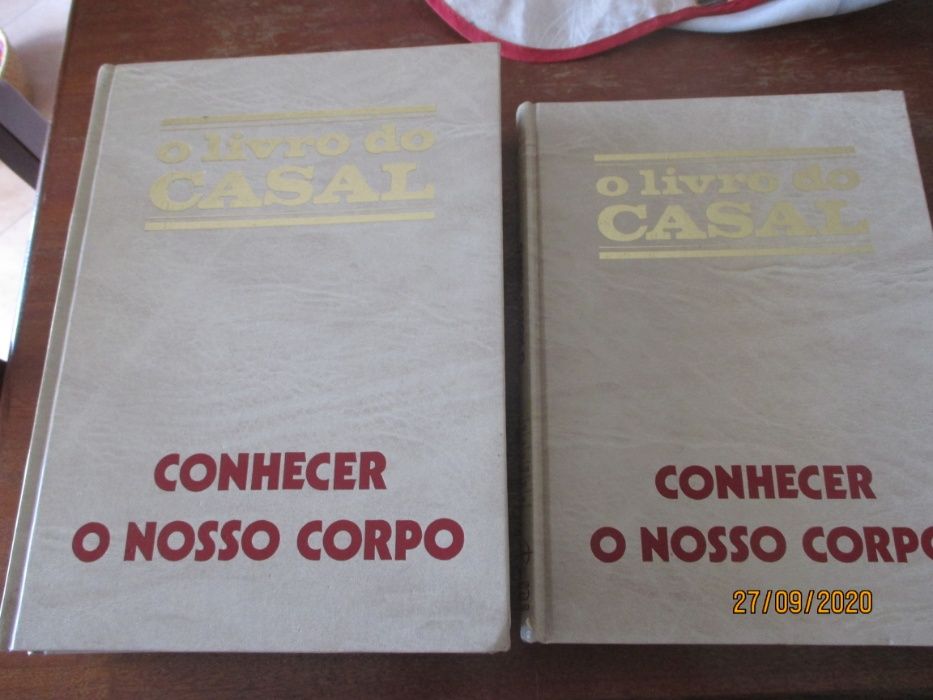 o livro do
CASAL
CONHECER
O NOSSO CORPO
o livro do
CASAL
CONHECER
O NOSSO CORPO
27/09/2020